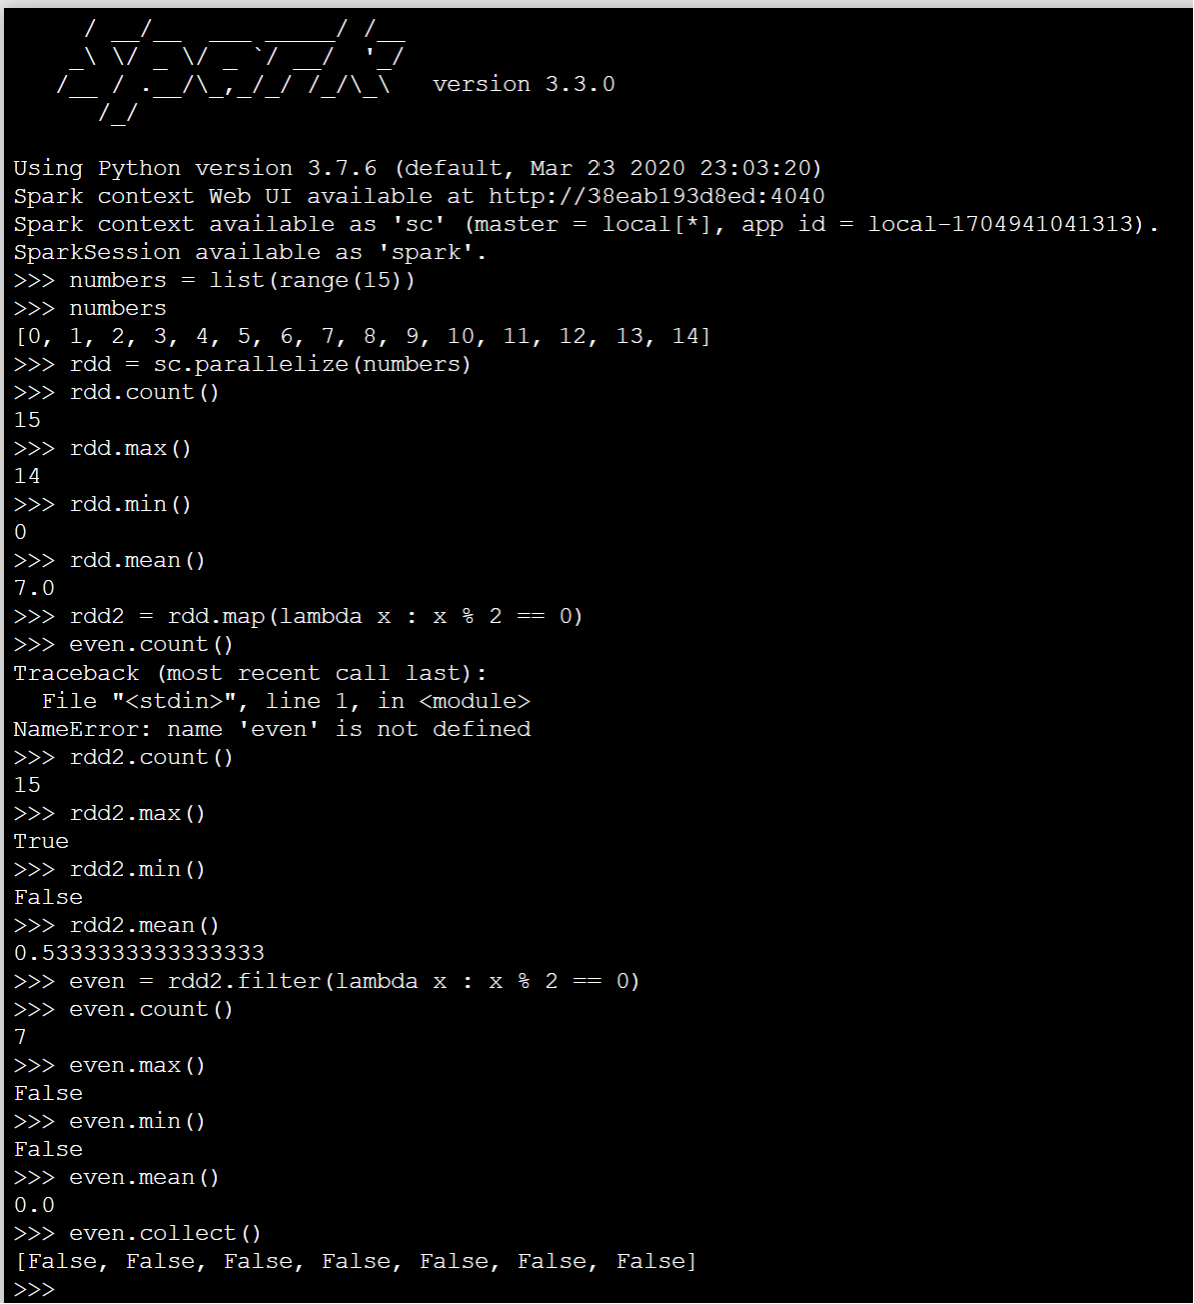 / __/__  ___ _____/ /__
    _\ \/ _ \/ _ `/ __/  '_/
   /__ / .__/\_,_/_/ /_/\_\   version 3.3.0
      /_/

Using Python version 3.7.6 (default, Mar 23 2020 23:03:20)
Spark context Web UI available at http://38eab193d8ed:4040
Spark context available as 'sc' (master = local[*], app id = local-1704941041313).
SparkSession available as 'spark'.
>>> numbers = list(range(15))
>>> numbers
[0, 1, 2, 3, 4, 5, 6, 7, 8, 9, 10, 11, 12, 13, 14]
>>> rdd = sc.parallelize(numbers)
>>> rdd.count()
15
>>> rdd.max()
14
>>> rdd.min()
0
>>> rdd.mean()
7.0
>>> rdd2 = rdd.map(lambda x : x % 2 == 0)
>>> even.count()
Traceback (most recent call last):
  File "<stdin>", line 1, in <module>
NameError: name 'even' is not defined
>>> rdd2.count()
15
>>> rdd2.max()
True
>>> rdd2.min()
False
>>> rdd2.mean()
0.5333333333333333
>>> even = rdd2.filter(lambda x : x % 2 == 0)
>>> even.count()
7
>>> even.max()
False
>>> even.min()
False
>>> even.mean()
0.0
>>> even.collect()
[False, False, False, False, False, False, False]
>>>